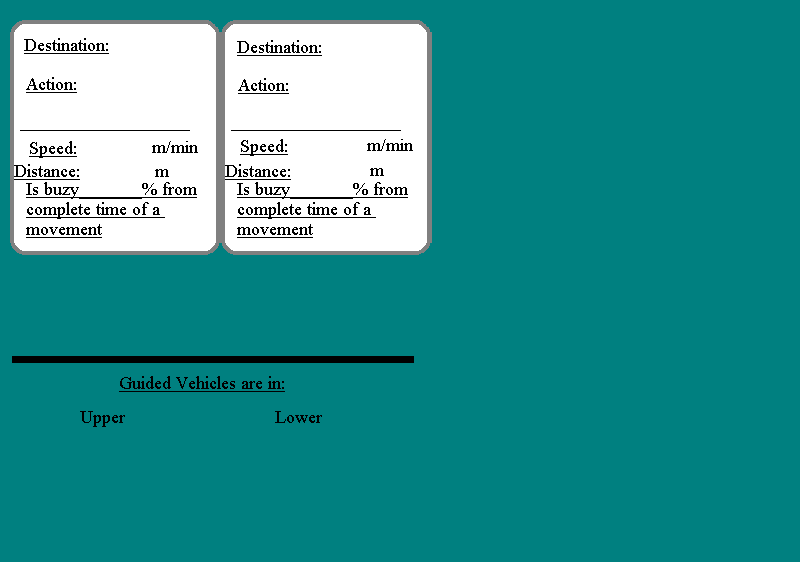 Destination:
Action:
Speed: m/min
Distance: m
Is buzy_______% from
complete time of a
movement
Destination:
Action:
Speed: m/min
Distance: m
Is buzy_______% from
complete time of a
movement
Guided Vehicles are in:
Upper Lower